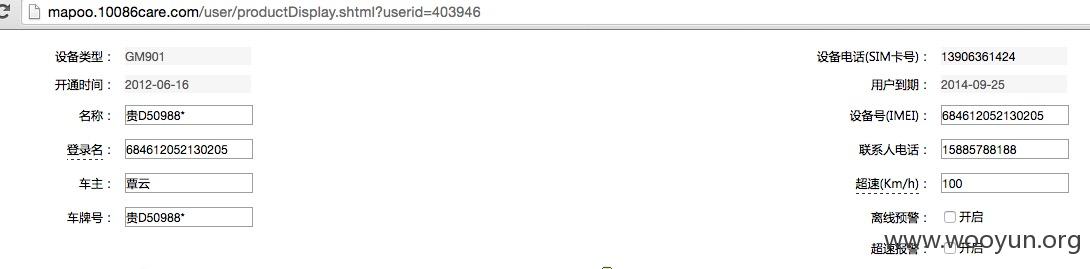 mapoo.10086care.com/user/productDisplay.shtml?userid=403946
设备类型： GM901 设备电话(SIM卡号)： 13906361424
开通时间： 2012-06-16 用户到期： 2014-09-25
名称： 贵D50988* 设备号(IMEI)： 684612052130205
登录名： 684612052130205 联系人电话： 15885788188
车主： 覃云 超速(Km/h)： 100
车牌号： 贵D50988* 离线预警： 开启
超速报警： 开启
www.wooyun.org